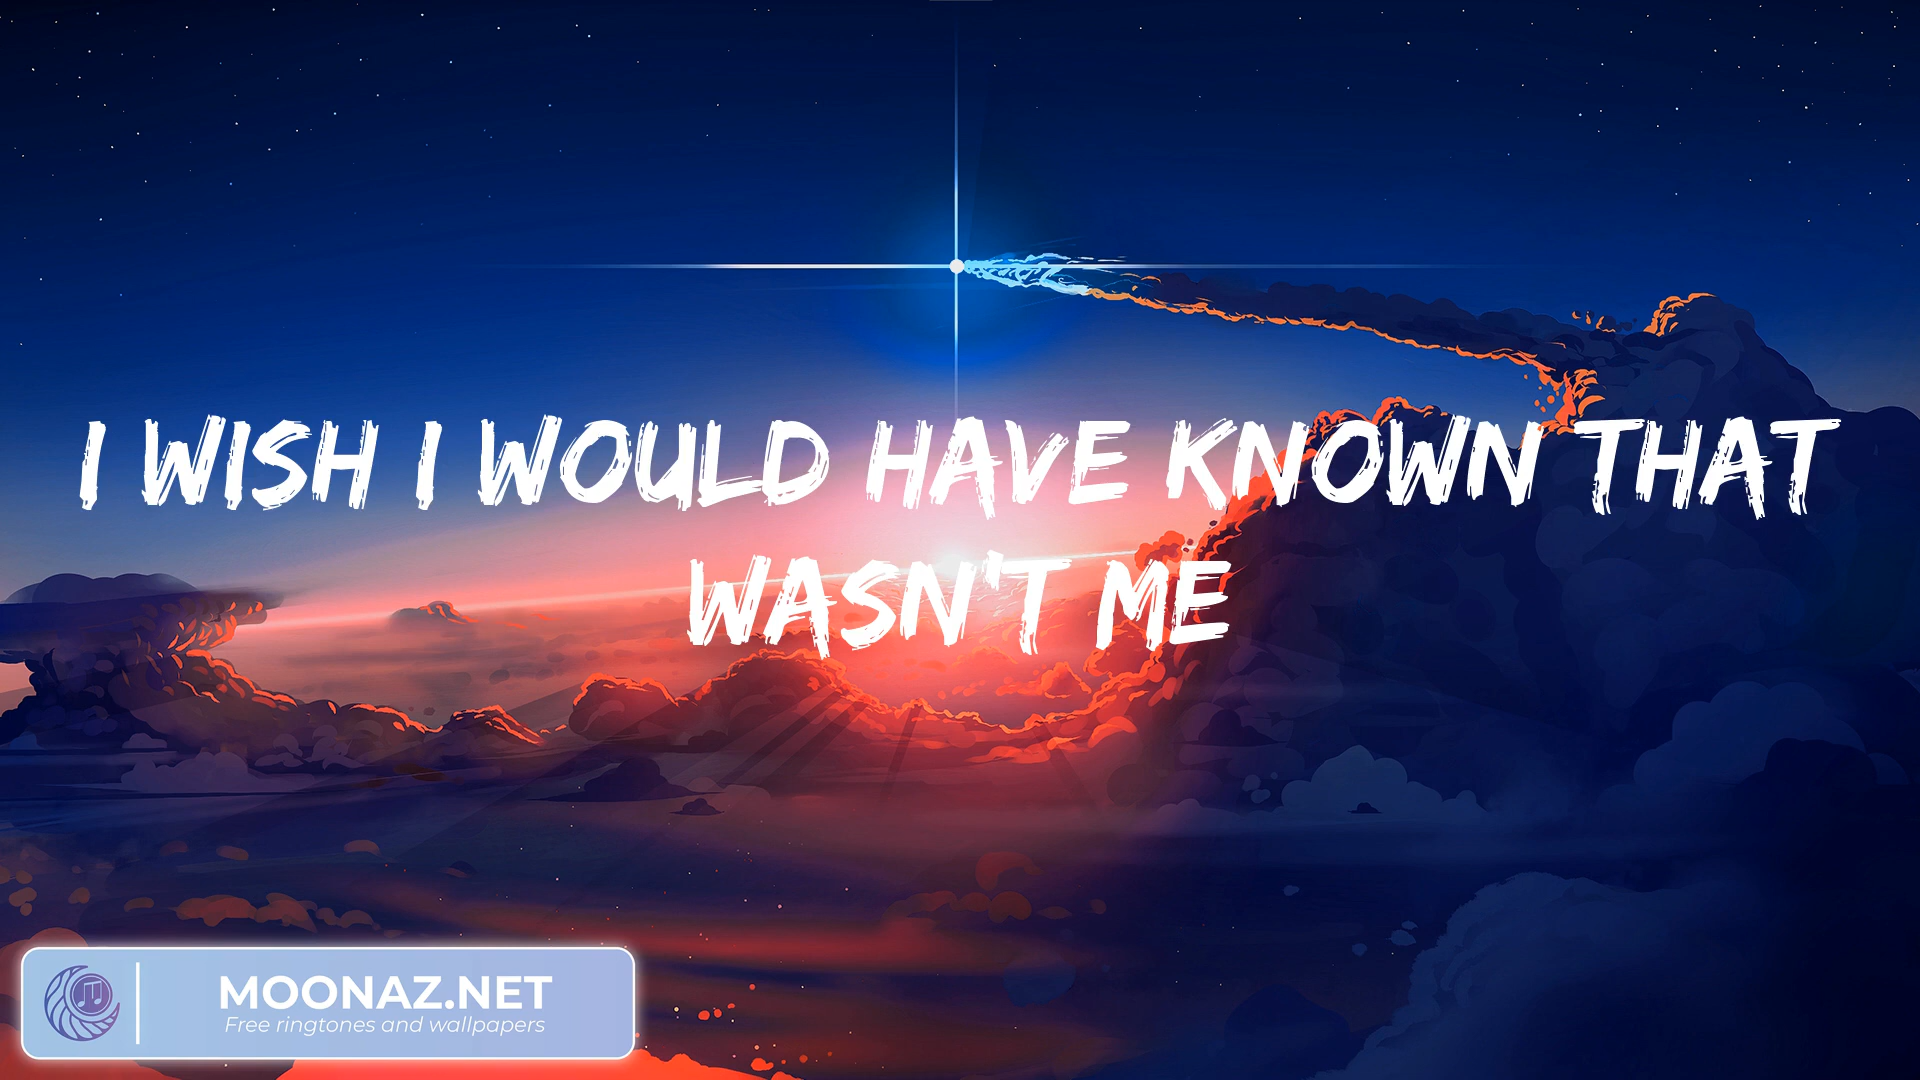 I WISH I WOULD HAVE KNOWN THAT
WASN'T ME
MOONAZ.NET
Free ringtones and wallpapers